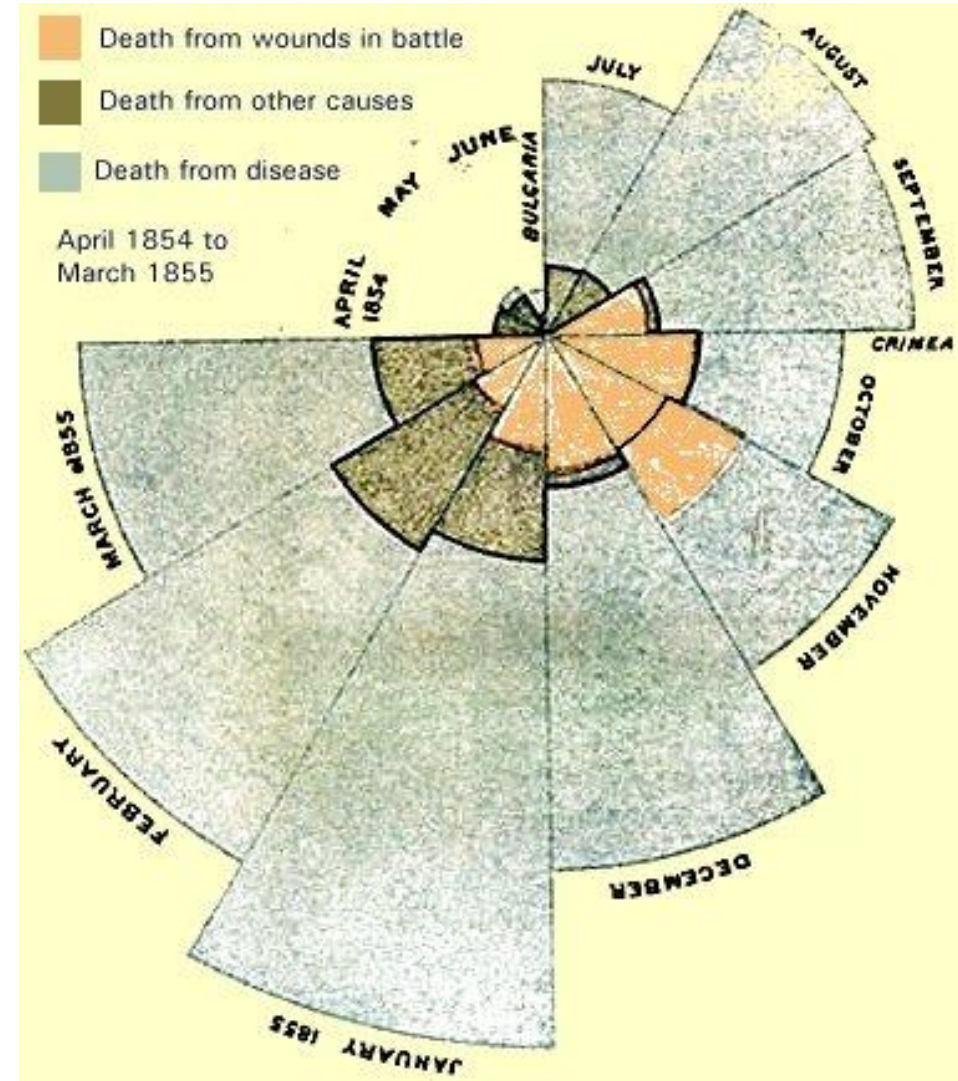 Death from wounds in battle
Death from other causes
Death from disease
April 1854 to
March 1855
APRIL
1854
MAY
JUNE
BULGARIA
JULY
AUGUST
SEPTEMBER
CRIMEA
OCTOBER
NOVEMBER
DECEMBER
JANUARY 1855
FEBRUARY
MARCH